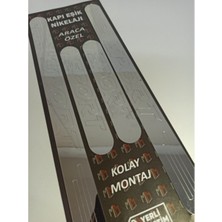 KAPI EŞİK
NİKELAJI
ARACA
ÖZEL
KOLAY
MONTAJ
YERLİ